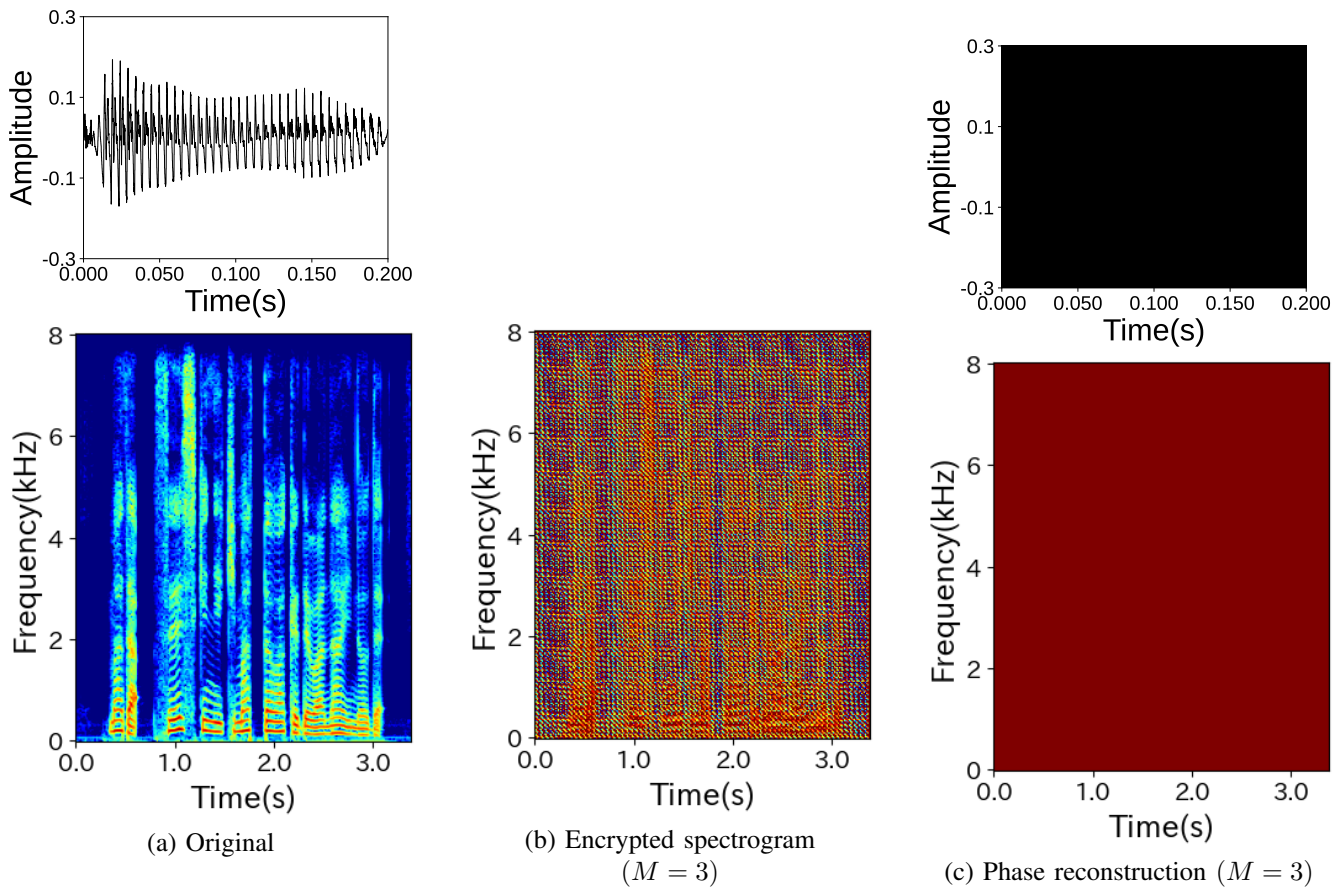 0.3
0.1
-0.1
-0.3
Amplitude
0.000 0.050 0.100 0.150 0.200
Time(s)
8
6
4
2
0
Frequency(kHz)
0.0 1.0 2.0 3.0
Time(s)
(a) Original
8
6
4
2
0
Frequency(kHz)
0.0 1.0 2.0 3.0
Time(s)
(b) Encrypted spectrogram
(M = 3)
0.3
0.1
-0.1
-0.3
Amplitude
0.000 0.050 0.100 0.150 0.200
Time(s)
8
6
4
2
0
Frequency(kHz)
0.0 1.0 2.0 3.0
Time(s)
(c) Phase reconstruction (M = 3)